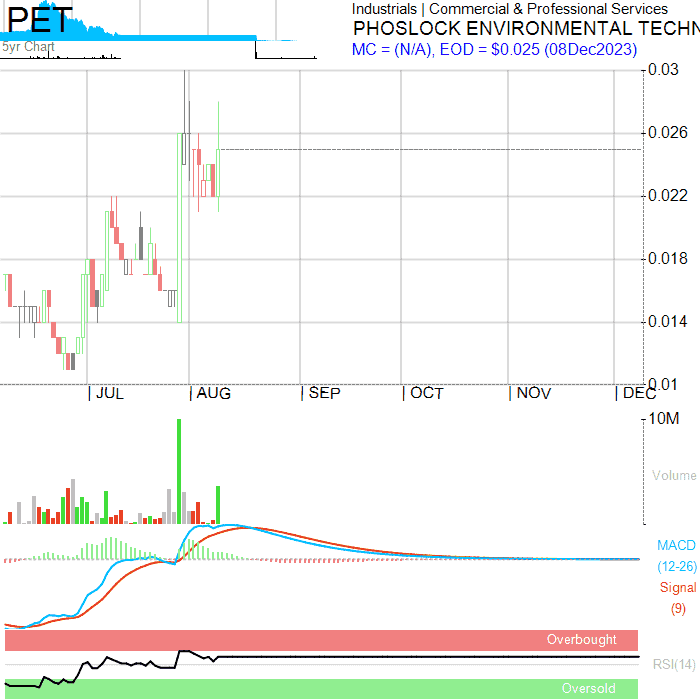 PET
5yr Chart
Industrials | Commercial & Professional Services
PHOSLOCK ENVIRONMENTAL TECHN
MC = (N/A), EOD = $0.025 (08Dec2023)
0.03
0.026
0.022
0.018
0.014
0.01
JUL AUG SEP OCT NOV DEC
10M
Volume
MACD
(12-26)
Signal
(9)
Overbought
RSI(14)
Oversold